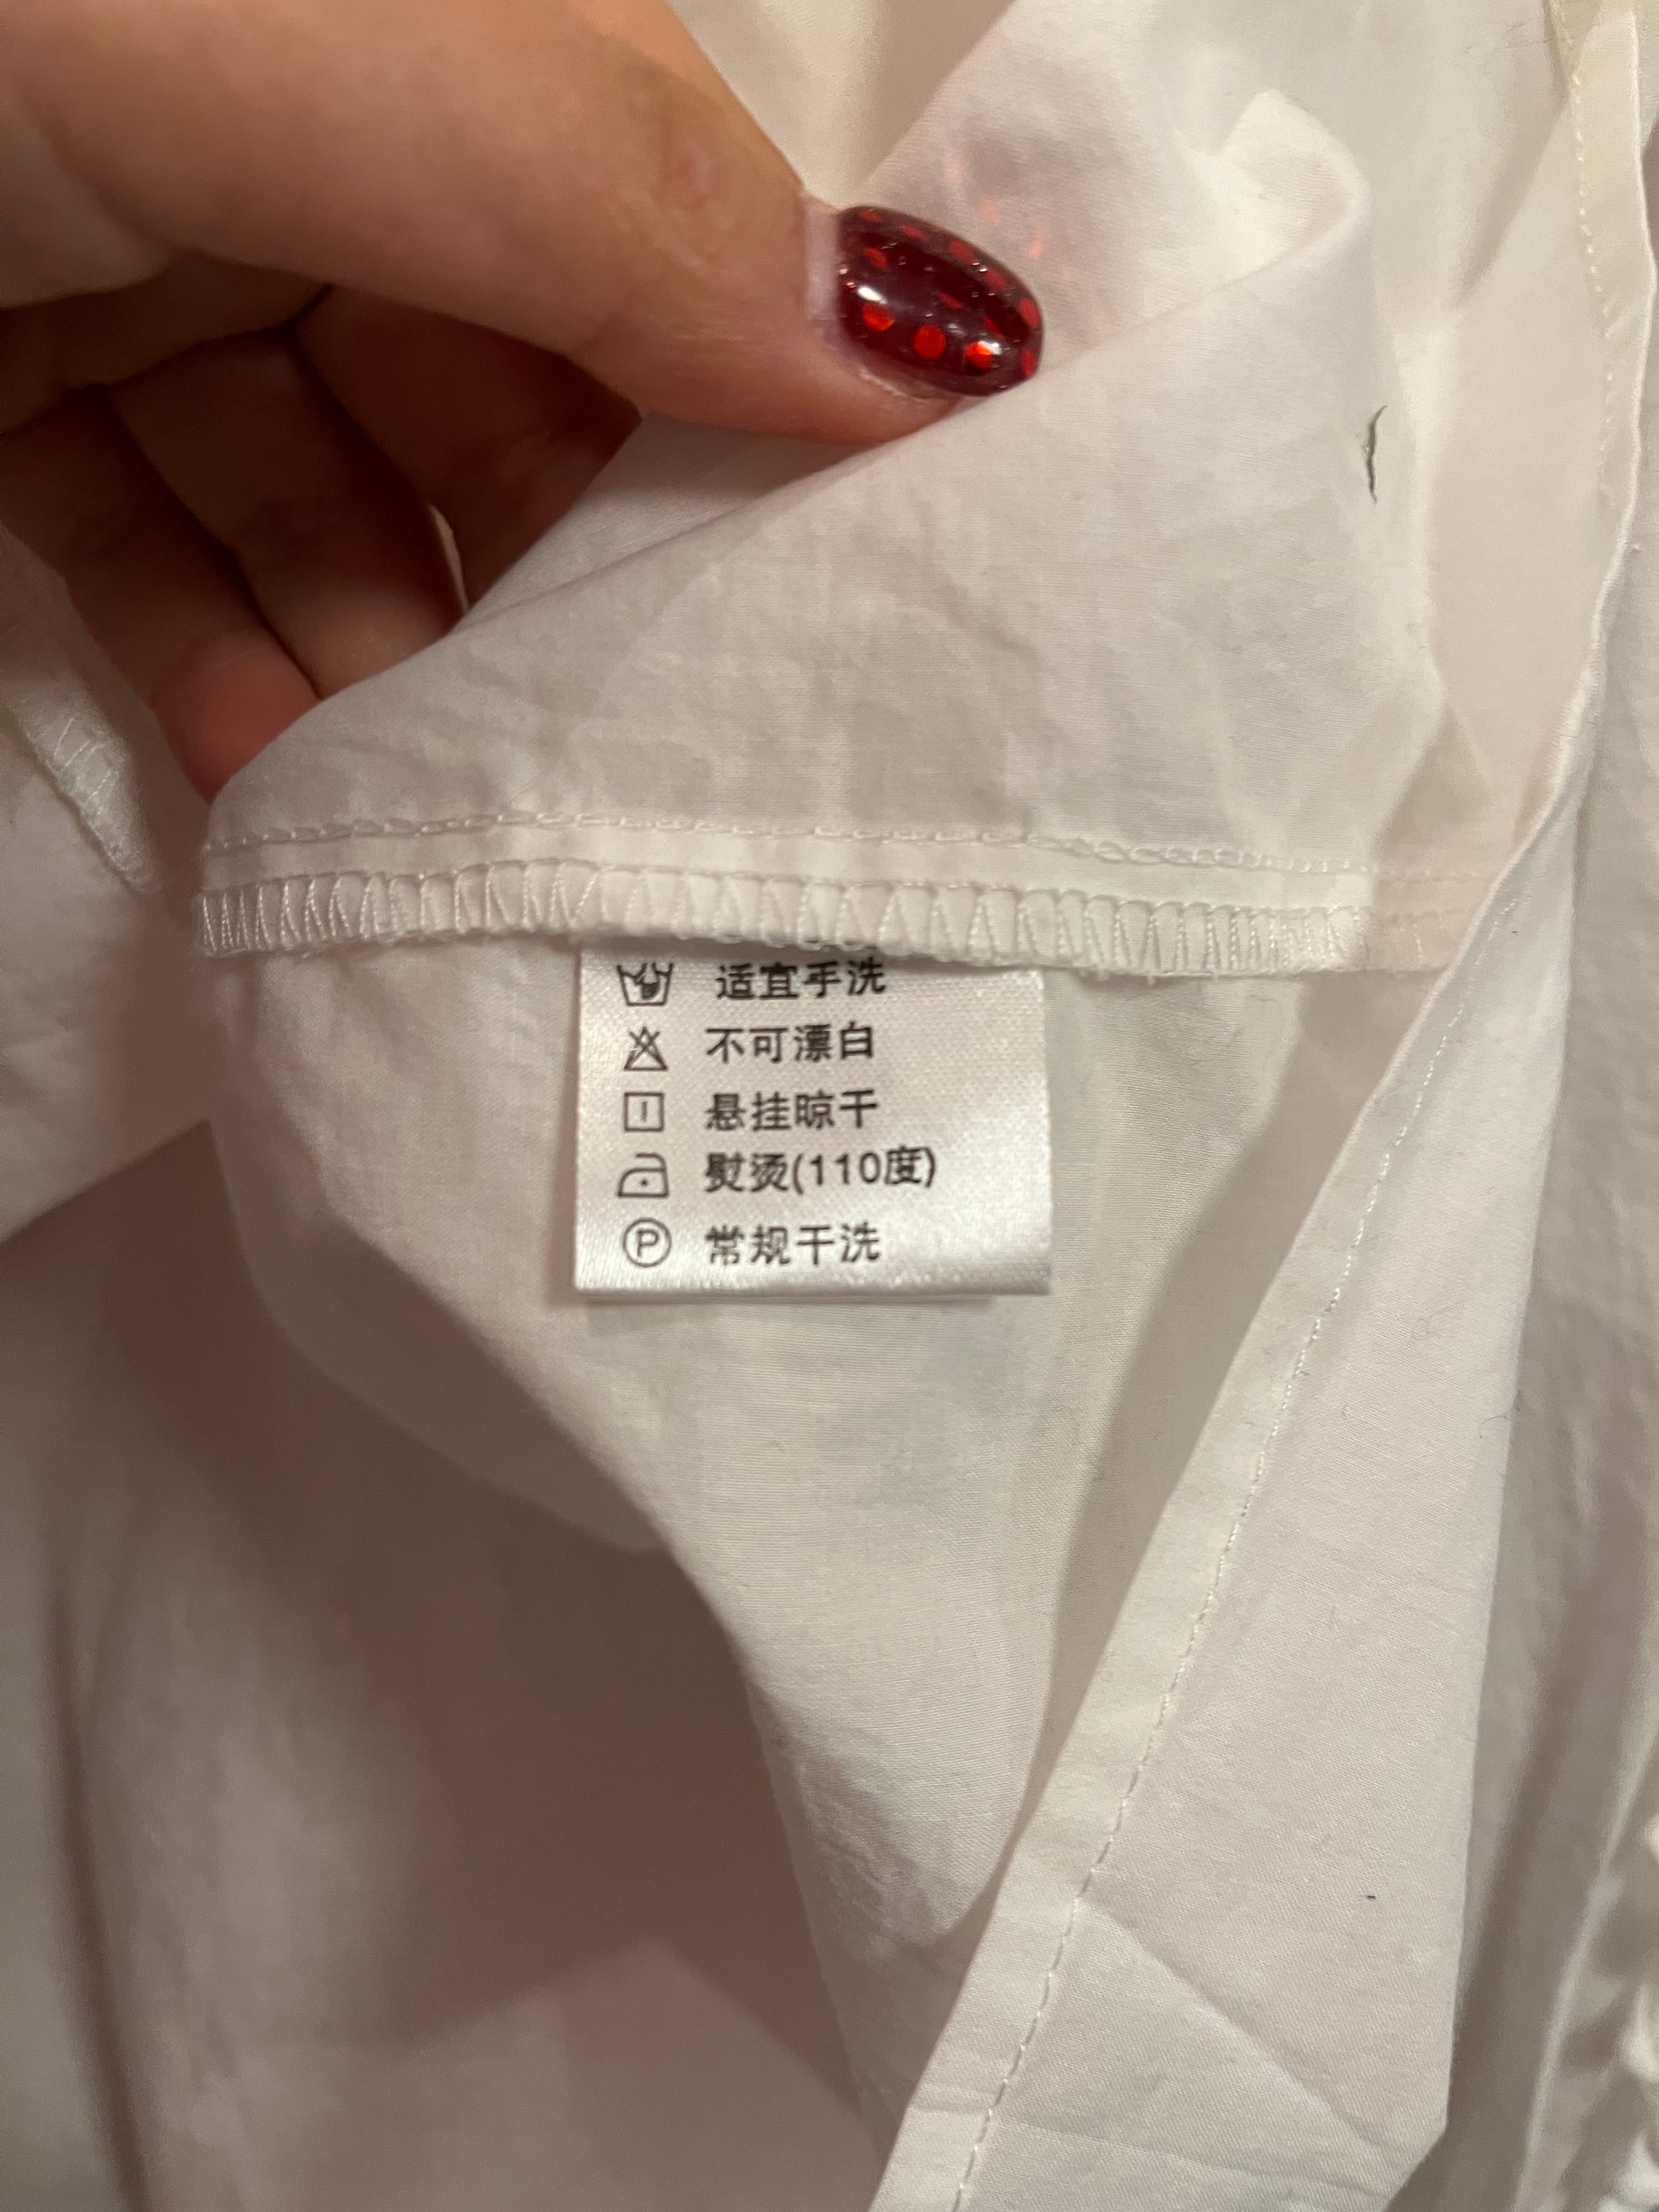 适宜手洗
不可漂白
悬挂晾干
熨烫(110度)
P 常规干洗